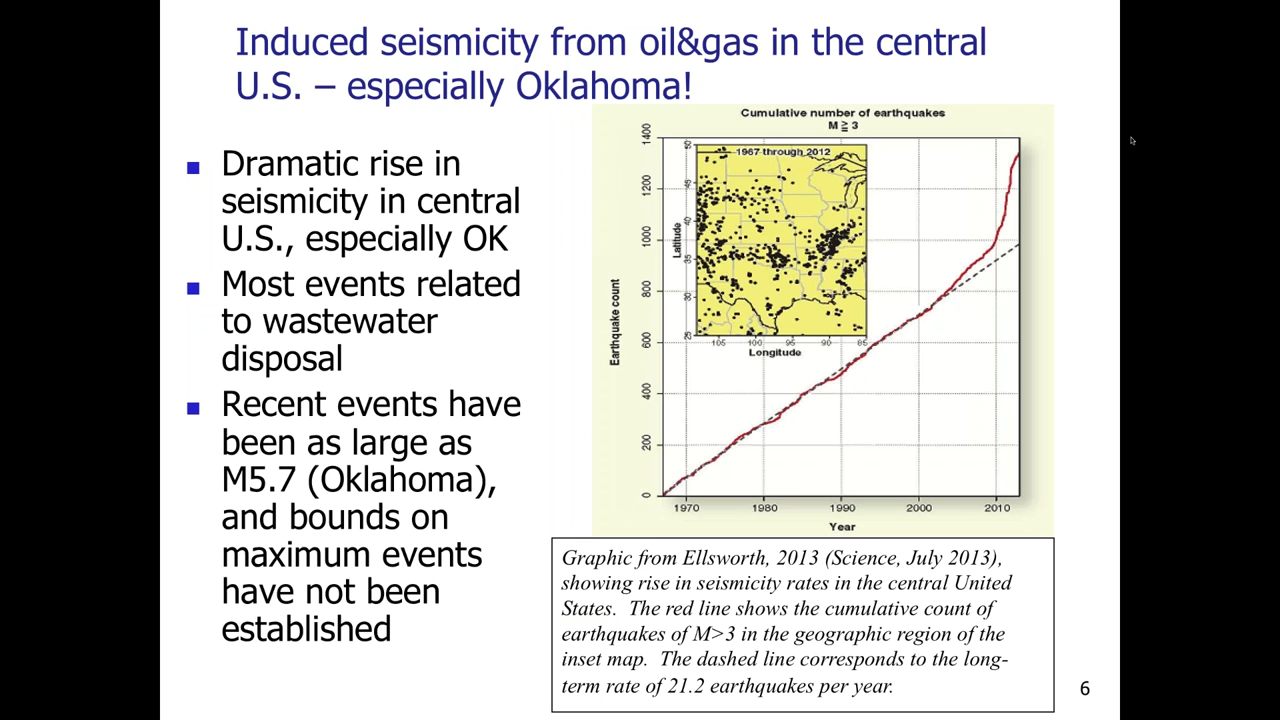 Induced seismicity from oil&gas in the central
U.S. – especially Oklahoma!
Dramatic rise in
seismicity in central
U.S., especially OK
Most events related
to wastewater
disposal
Recent events have
been as large as
M5.7 (Oklahoma),
and bounds on
maximum events
have not been
established
Cumulative number of earthquakes
M ≧ 3
Earthquake count
1400
1200
1000
800
600
400
200
0
1967 through 2012
Latitude
50
45
40
35
30
25
105 100 95 90 85
Longitude
1970 1980 1990 2000 2010
Year
Graphic from Ellsworth, 2013 (Science, July 2013),
showing rise in seismicity rates in the central United
States. The red line shows the cumulative count of
earthquakes of M>3 in the geographic region of the
inset map. The dashed line corresponds to the long-
term rate of 21.2 earthquakes per year.
6